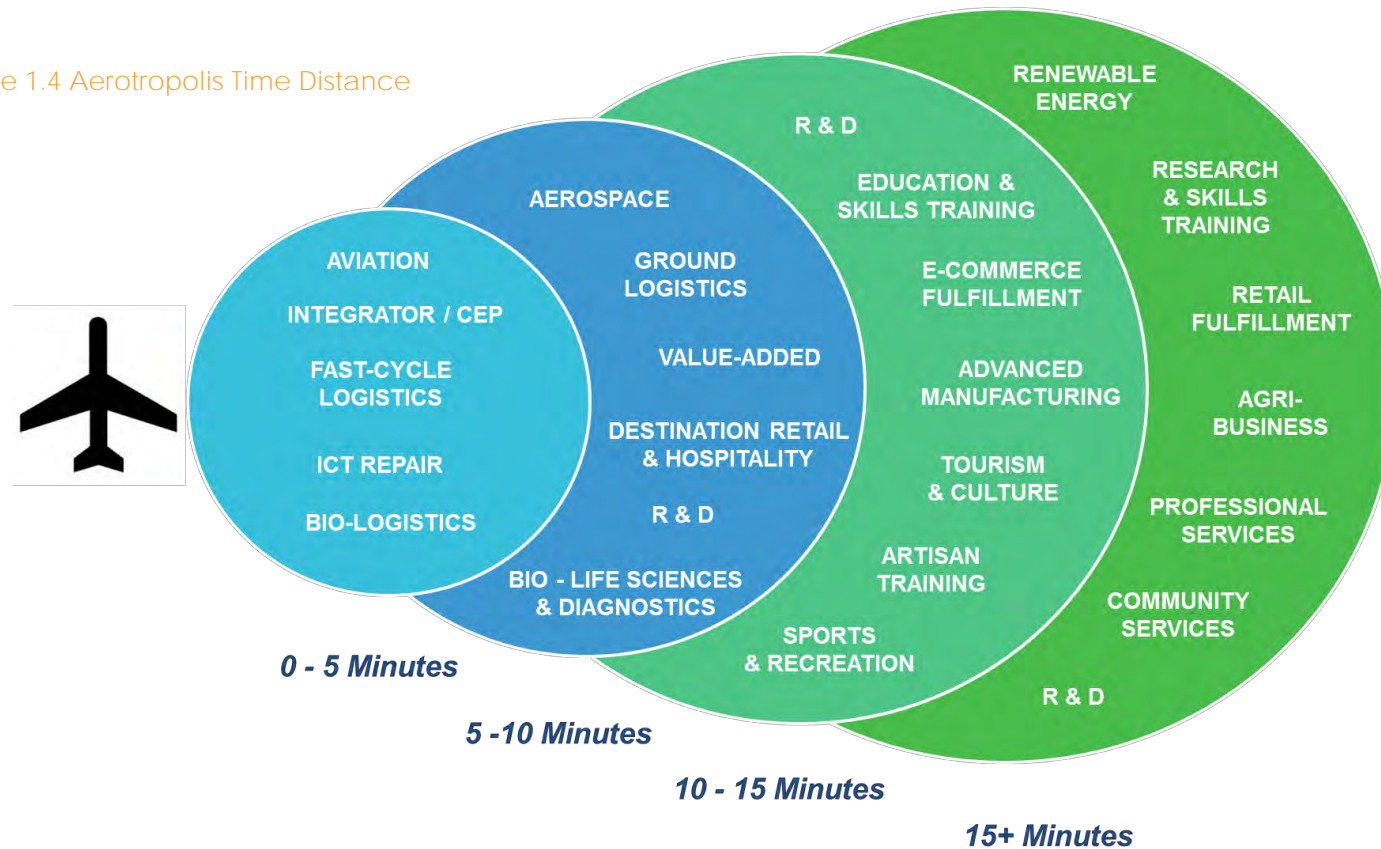 e 1.4 Aerotropolis Time Distance
AVIATION
INTEGRATOR / CEP
FAST-CYCLE
LOGISTICS
ICT REPAIR
BIO-LOGISTICS
0 - 5 Minutes
AEROSPACE
GROUND
LOGISTICS
VALUE-ADDED
DESTINATION RETAIL
& HOSPITALITY
R & D
BIO - LIFE SCIENCES
& DIAGNOSTICS
5 -10 Minutes
R & D
EDUCATION &
SKILLS TRAINING
E-COMMERCE
FULFILLMENT
ADVANCED
MANUFACTURING
TOURISM
& CULTURE
ARTISAN
TRAINING
SPORTS
& RECREATION
10 - 15 Minutes
RENEWABLE
ENERGY
RESEARCH
& SKILLS
TRAINING
RETAIL
FULFILLMENT
AGRI-
BUSINESS
PROFESSIONAL
SERVICES
COMMUNITY
SERVICES
R & D
15+ Minutes